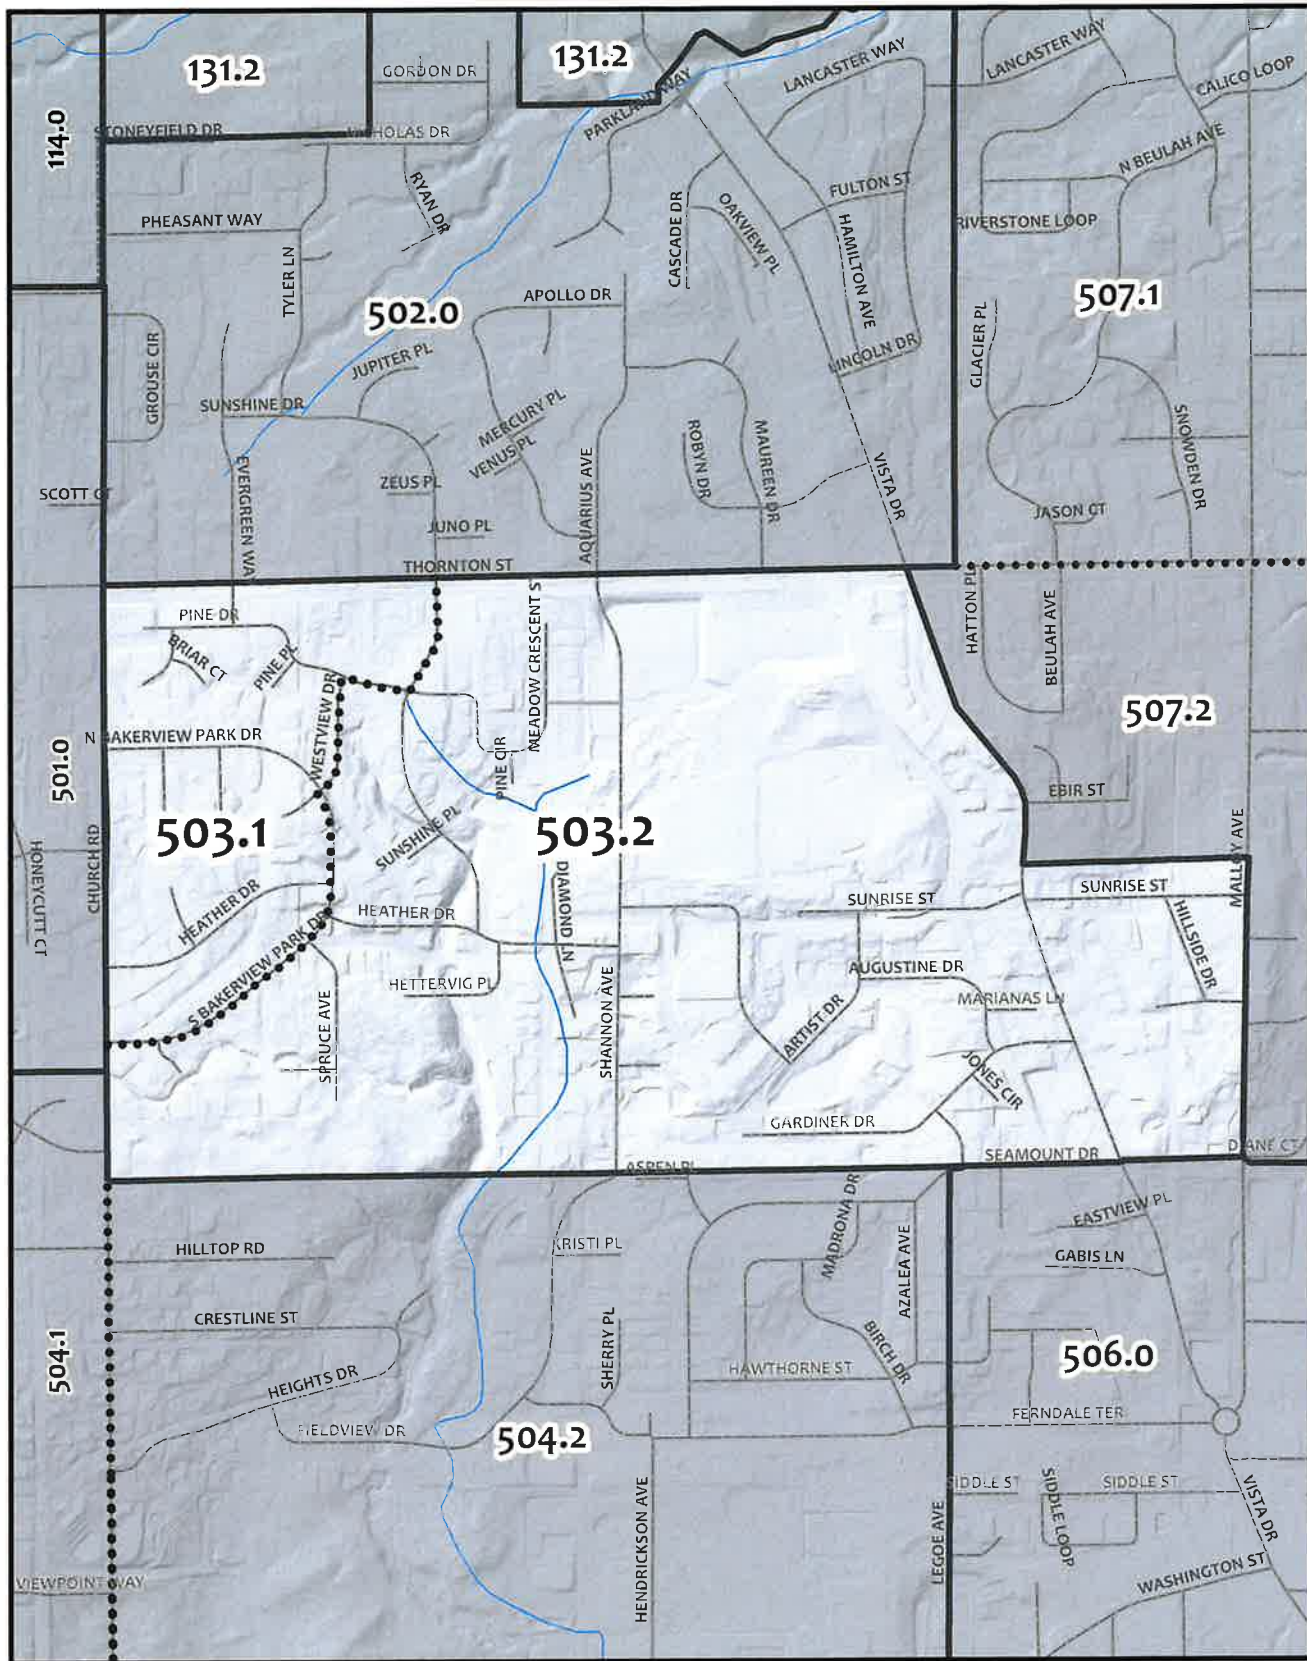 131.2
131.2
114.0
GORDON DR
STONEYFIELD DR
NICHOLAS DR
PARKLAND WAY
LANCASTER WAY
LANCASTER WAY
CALICO LOOP
N BEULAH AVE
RYAN DR
PHEASANT WAY
CASCADE DR
OAKVIEW PL
FULTON ST
HAMILTON AVE
RIVERSTONE LOOP
TYLER LN
502.0
APOLLO DR
507.1
GLACIER PL
GROUSE CIR
JUPITER PL
LINCOLN DR
SUNSHINE DR
MERCURY PL
VENUS PL
ROBYN DR
MAUREEN DR
SNOWDEN DR
SCOTT CT
EVERGREEN WA
ZEUS PL
AQUARIUS AVE
VISTA DR
JUNO PL
JASON CT
THORNTON ST
PINE DR
BRIAR CT
PINE PL
MEADOW CRESCENT S
HATTON PL
BEULAH AVE
WESTVIEW DR
507.2
N BAKERVIEW PARK DR
501.0
PINE CIR
EBIR ST
503.1
SUNSHINE PL
503.2
HONEYCUTT CT
CHURCH RD
MALLOY AVE
DIAMOND LN
SUNRISE ST
SUNRISE ST
HEATHER DR
HEATHER DR
HILLSIDE DR
S BAKERVIEW PARK DR
HETTERVIG PL
AUGUSTINE DR
MARIANAS LN
SPRUCE AVE
SHANNON AVE
ARTIST DR
JONES CIR
GARDINER DR
SEAMOUNT DR
DIANE CT
ASPEN PL
MADRONA DR
AZALEA AVE
EASTVIEW PL
HILLTOP RD
KRISTI PL
GABIS LN
CRESTLINE ST
504.1
SHERRY PL
BIRCH DR
506.0
HEIGHTS DR
HAWTHORNE ST
FIELDVIEW DR
504.2
FERNDALE TER
HENDRICKSON AVE
LEGOE AVE
SIDDLE ST
SIDDLE LOOP
SIDDLE ST
VISTA DR
VIEWPOINT WAY
WASHINGTON ST